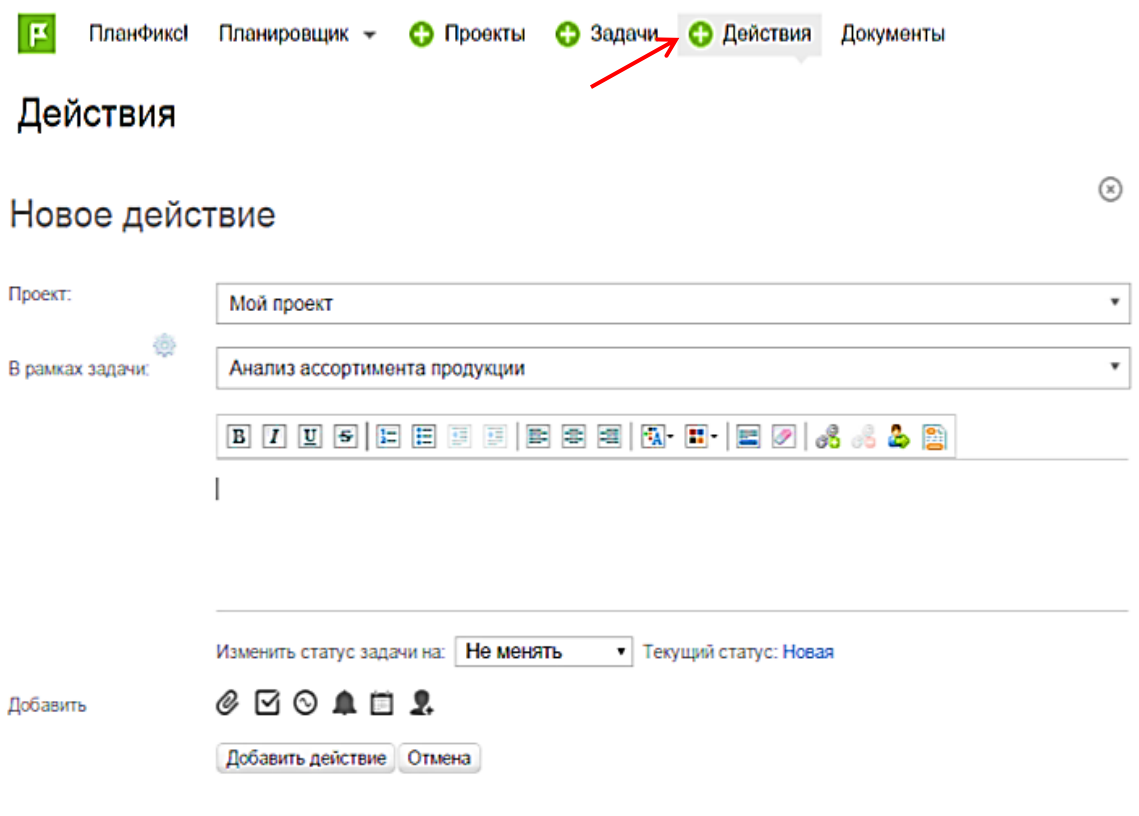 ПланФикс! Планировщик Проекты Задачи Действия Документы
Действия
Новое действие
Проект:
Мой проект
В рамках задачи:
Анализ ассортимента продукции
Изменить статус задачи на: Не менять Текущий статус: Новая
Добавить
Добавить действие Отмена